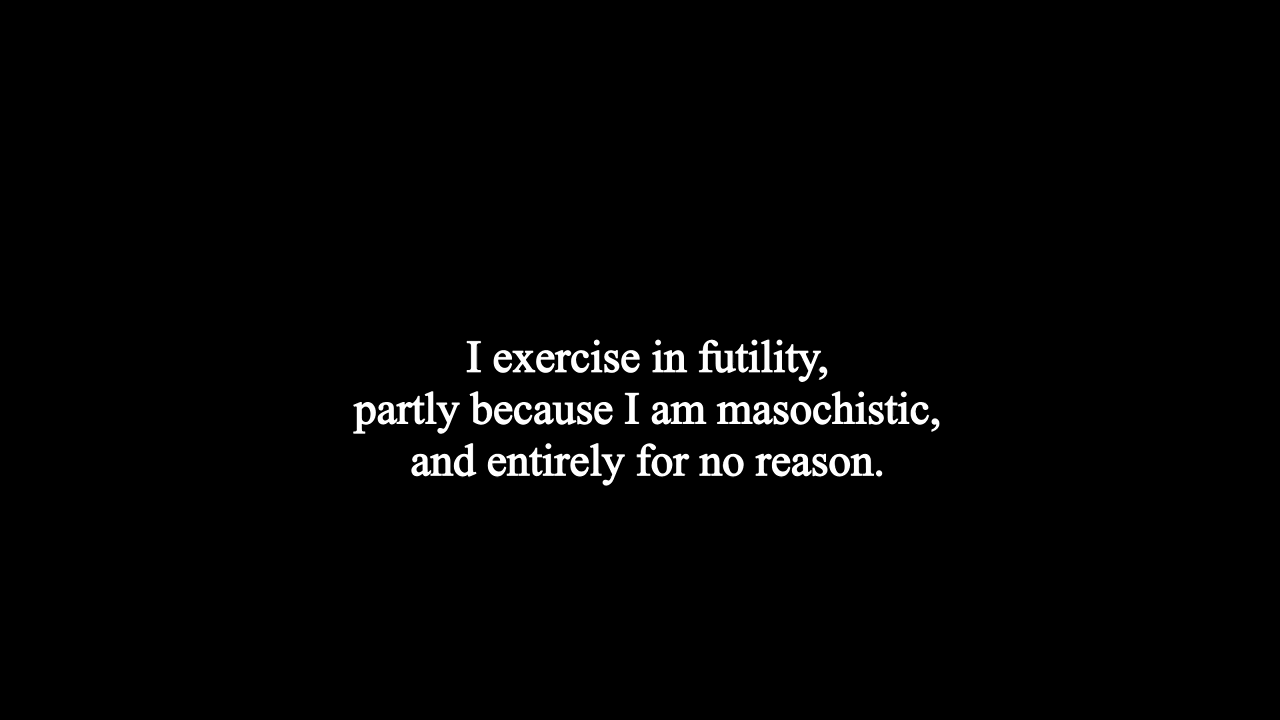 I exercise in futility,
partly because I am masochistic,
and entirely for no reason.